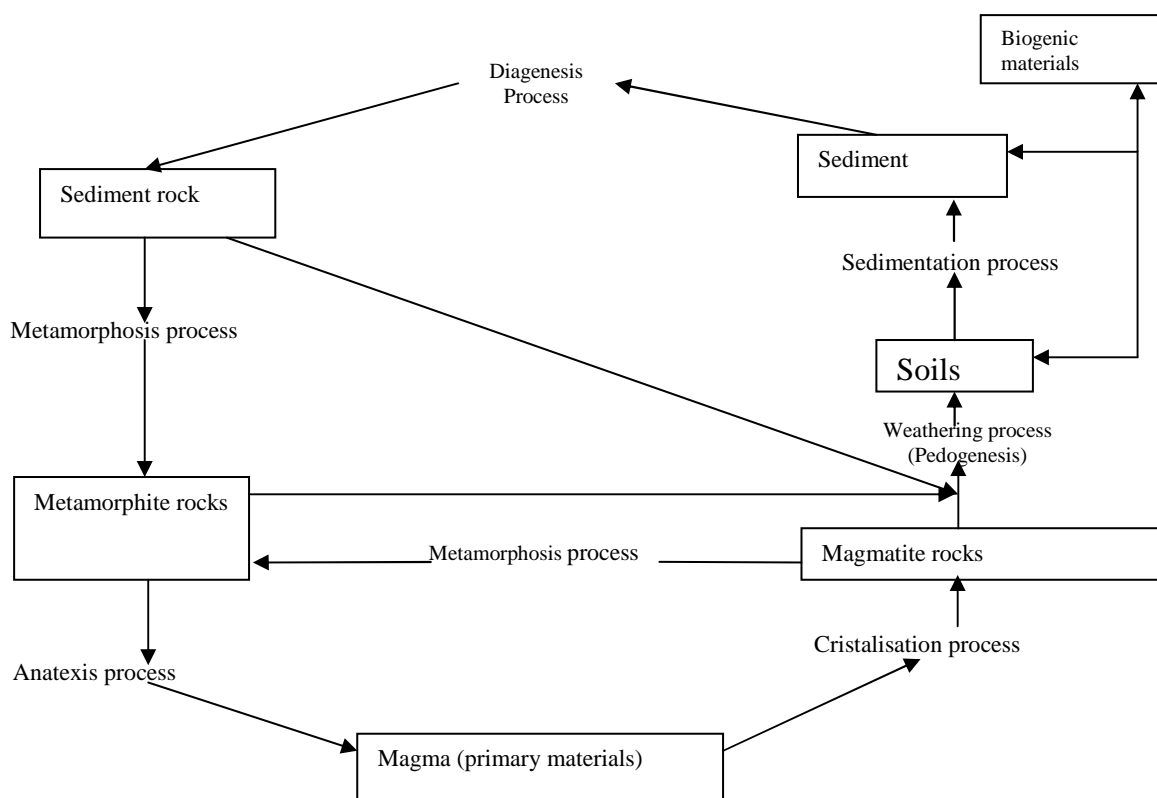 Biogenic
materials
Diagenesis
Process
Sediment
Sediment rock
Sedimentation process
Metamorphosis process
Soils
Weathering process
(Pedogenesis)
Metamorphite rocks
Metamorphosis process
Magmatite rocks
Cristalisation process
Anatexis process
Magma (primary materials)